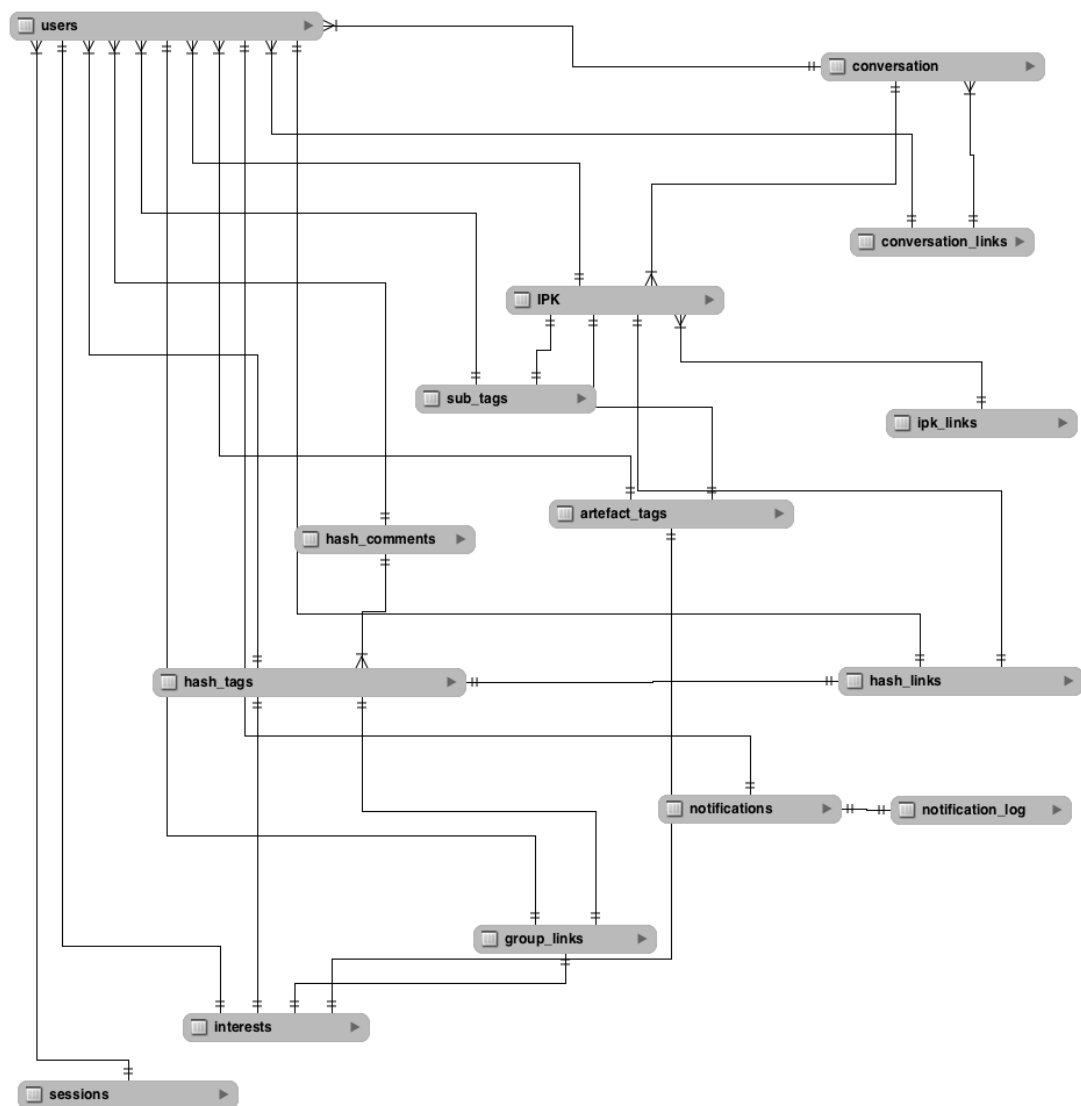 users
conversation
conversation_links
IPK
sub_tags
ipk_links
artefact_tags
hash_comments
hash_tags
hash_links
notifications
notification_log
group_links
interests
sessions